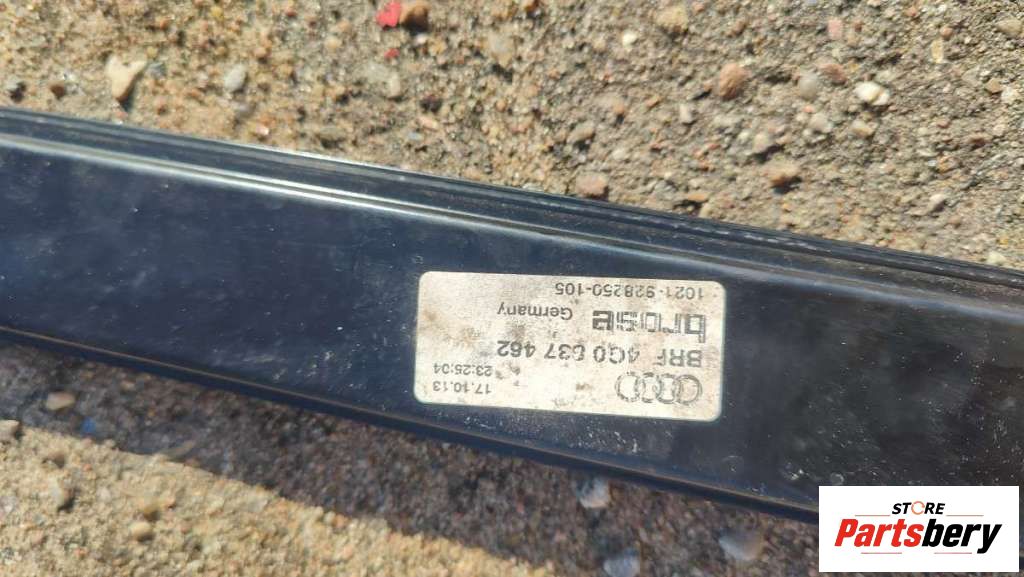 17.10.13
23:25:04
BRF 4G0 837 462
brose Germany
1021-928250-105
STORE
Partsbery